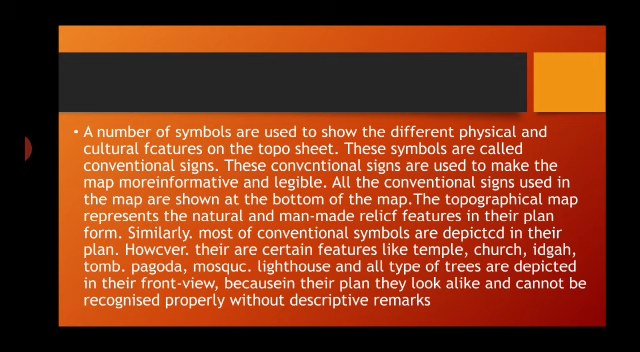 • A number of symbols are used to show the different physical and
cultural fcatures on the topo sheet. These symbols are called
conventional signs. These convcntional signs are used to make the
map moreinformative and legible. All the conventional signs used in
the map are shown at the bottom of the map.The topographical map
represents the natural and man-made relicf features in their plan
form. Similarly. most of conventional symbols are depictcd in their
plan. Howcver. their are certain features like temple, church, idgah,
tomb. pagoda, mosquc. lighthouse and all type of trees are depicted
in their front-view, becausein their plan they look alike and cannot be
recognised properly without descriptive remarks